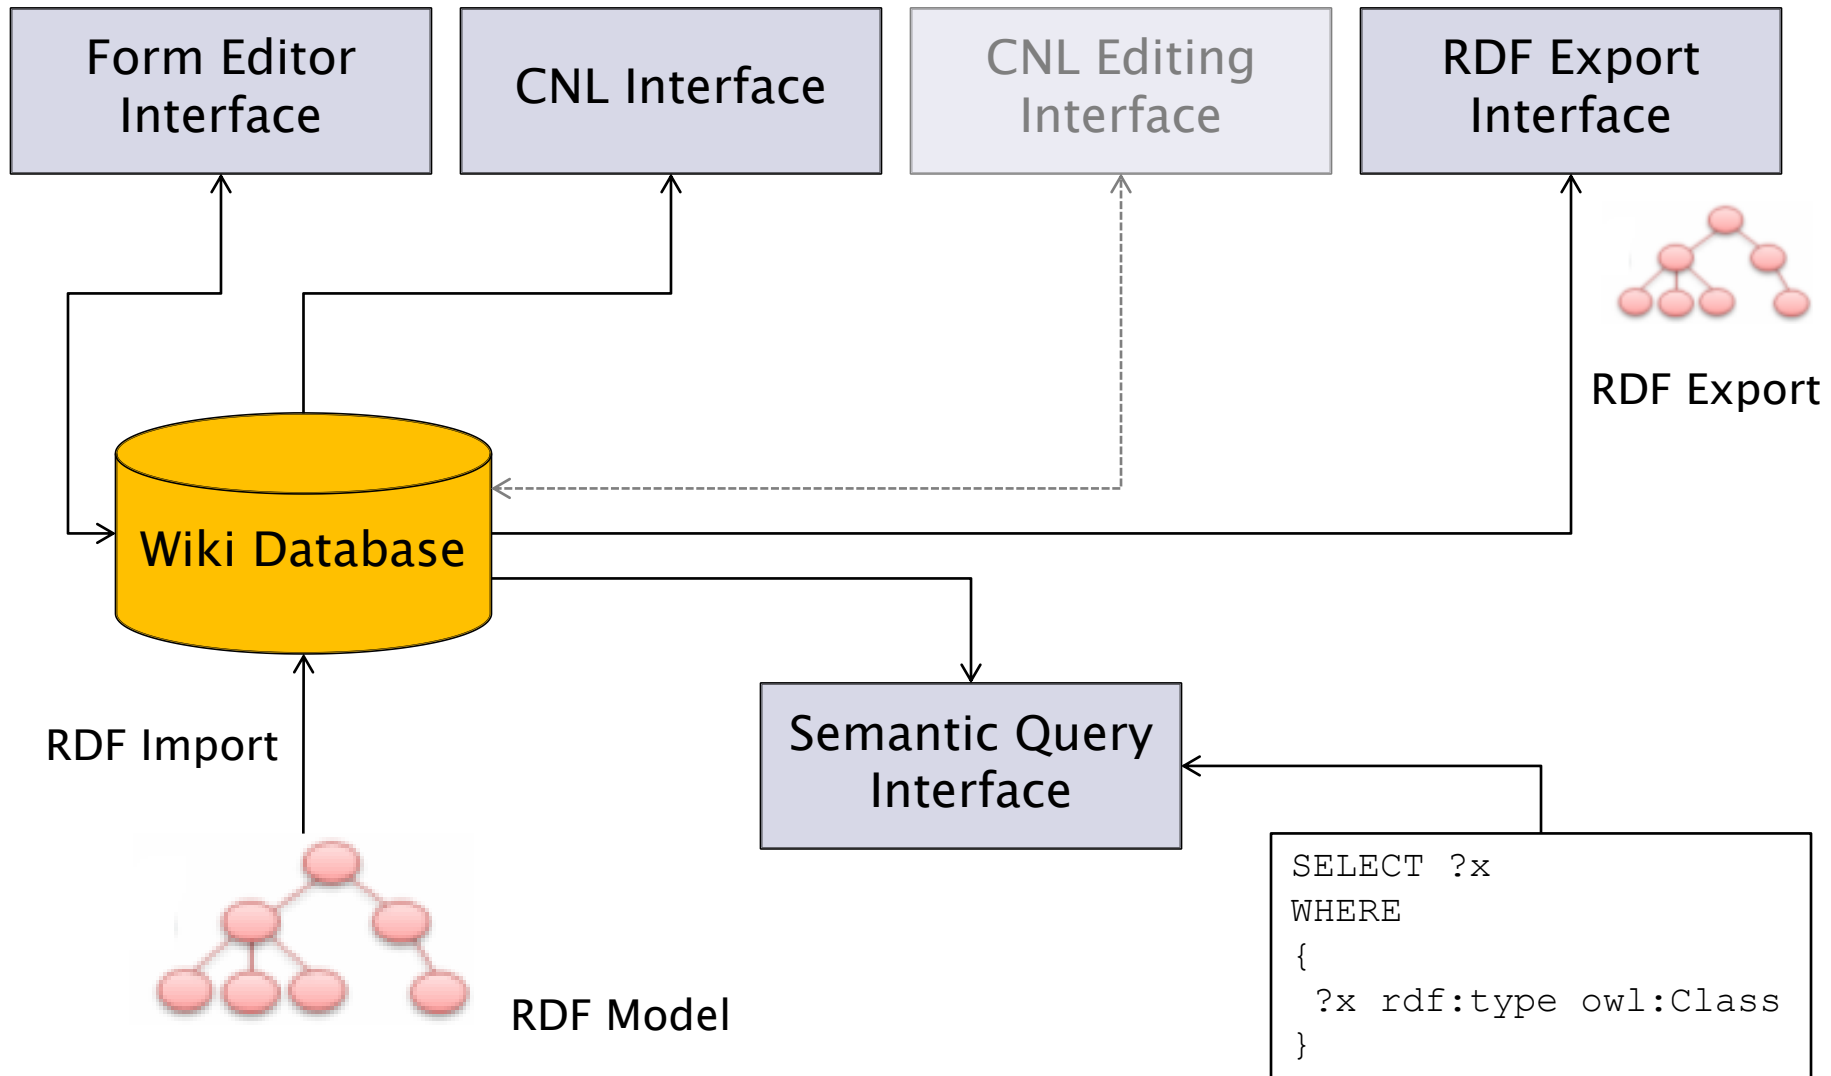 Form Editor
Interface
CNL Interface
CNL Editing
Interface
RDF Export
Interface
RDF Export
Wiki Database
RDF Import
Semantic Query
Interface
RDF Model
SELECT ?x
WHERE
{
?x rdf:type owl:Class
}